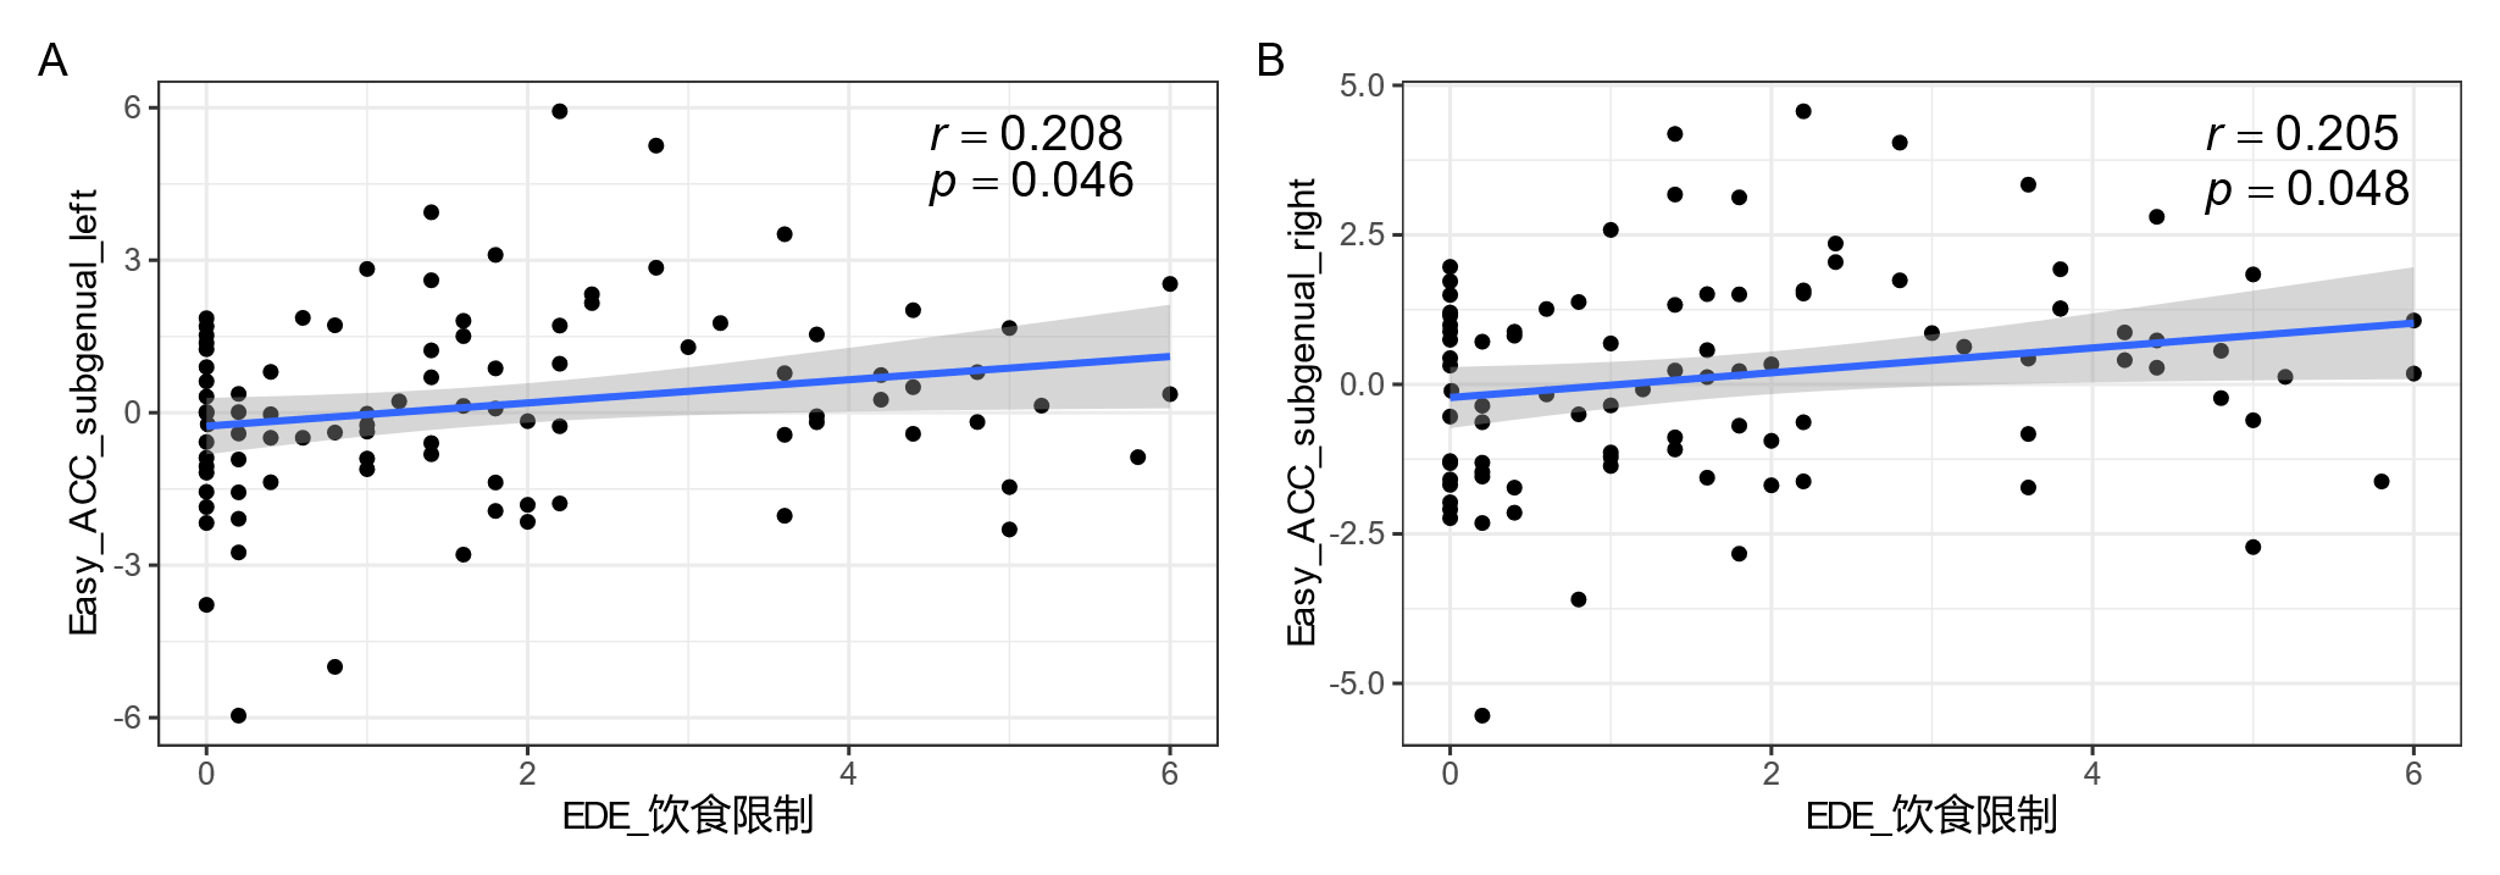 A
Easy_ACC_subgenual_left
6
3
0
-3
-6
r = 0.208
p = 0.046
0 2 4 6
EDE_饮食限制
B
Easy_ACC_subgenual_right
5.0
2.5
0.0
-2.5
-5.0
r = 0.205
p = 0.048
0 2 4 6
EDE_饮食限制